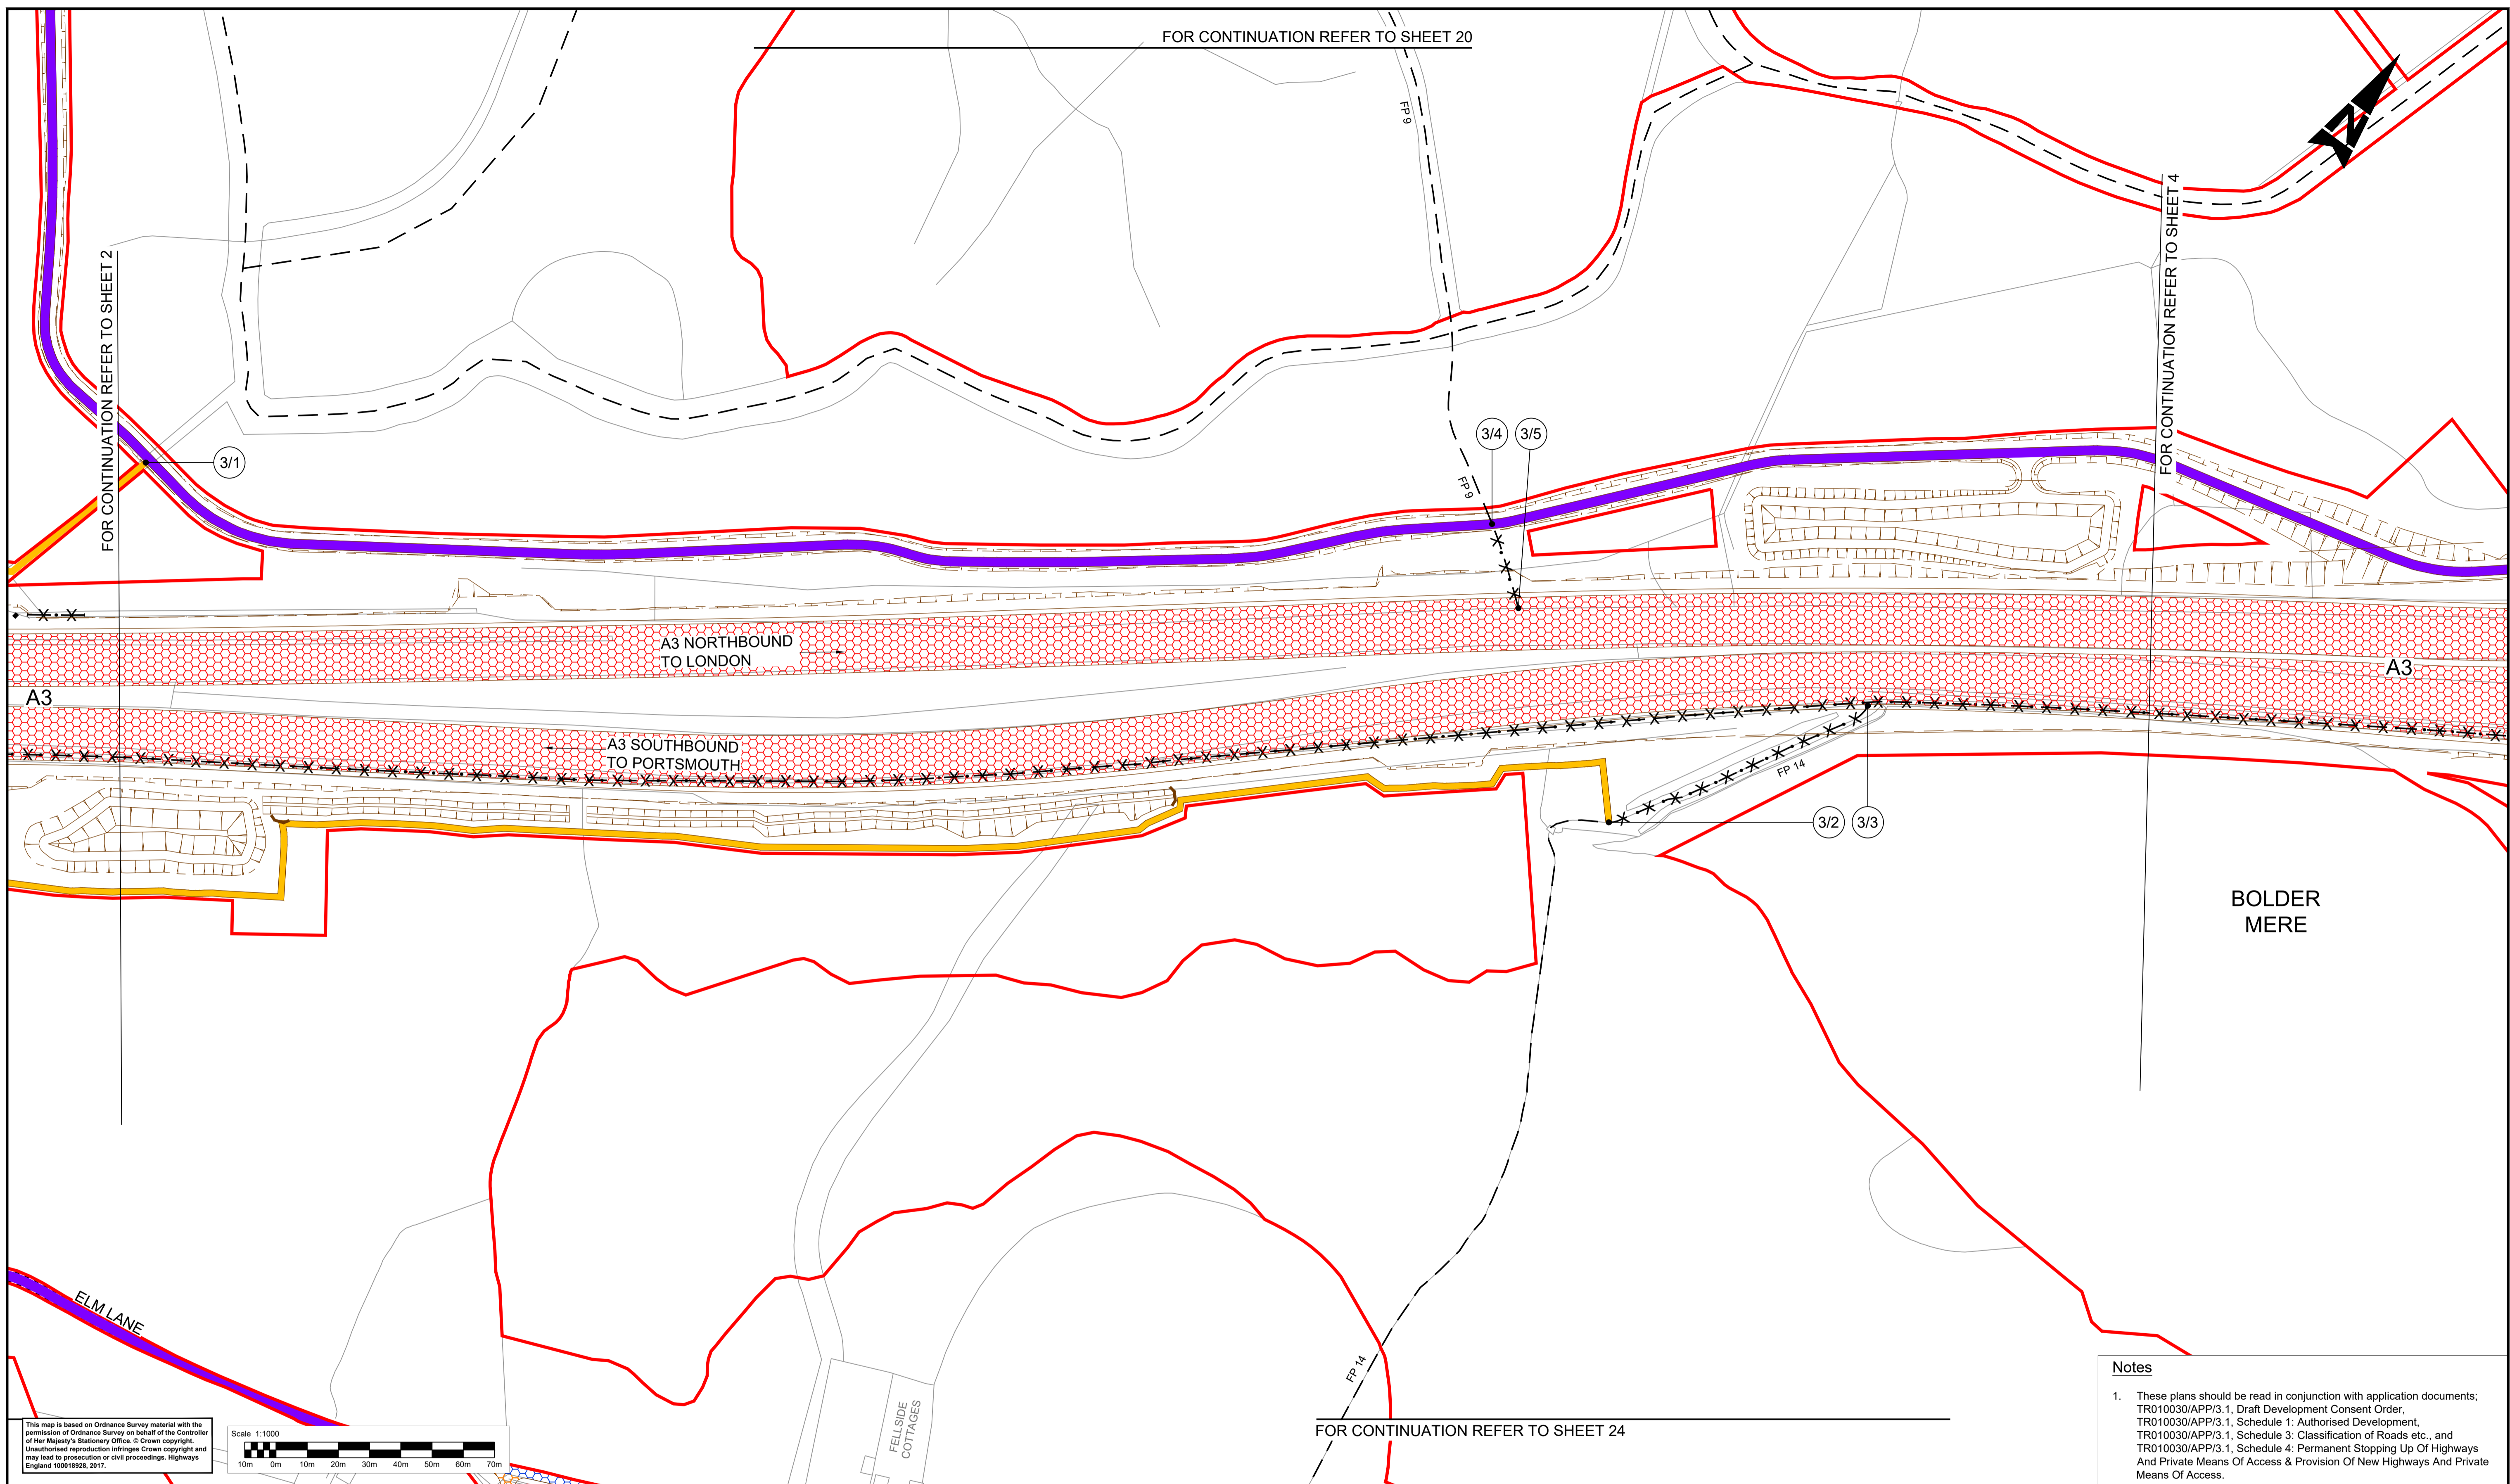 FOR CONTINUATION REFER TO SHEET 20
FP 9
N
FOR CONTINUATION REFER TO SHEET 2
FOR CONTINUATION REFER TO SHEET 4
3/1
3/4
3/5
FP 9
A3 NORTHBOUND
TO LONDON
A3
A3
A3 SOUTHBOUND
TO PORTSMOUTH
FP 14
3/2
3/3
BOLDER
MERE
ELM LANE
FP 14
FELLSIDE
COTTAGES
FOR CONTINUATION REFER TO SHEET 24
This map is based on Ordnance Survey material with the
permission of Ordnance Survey on behalf of the Controller
of Her Majesty's Stationery Office. © Crown copyright.
Unauthorised reproduction infringes Crown copyright and
may lead to prosecution or civil proceedings. Highways
England 100018928, 2017.
Scale 1:1000
10m 0m 10m 20m 30m 40m 50m 60m 70m
Notes
1. These plans should be read in conjunction with application documents;
TR010030/APP/3.1, Draft Development Consent Order,
TR010030/APP/3.1, Schedule 1: Authorised Development,
TR010030/APP/3.1, Schedule 3: Classification of Roads etc., and
TR010030/APP/3.1, Schedule 4: Permanent Stopping Up Of Highways
And Private Means Of Access & Provision Of New Highways And Private
Means Of Access.